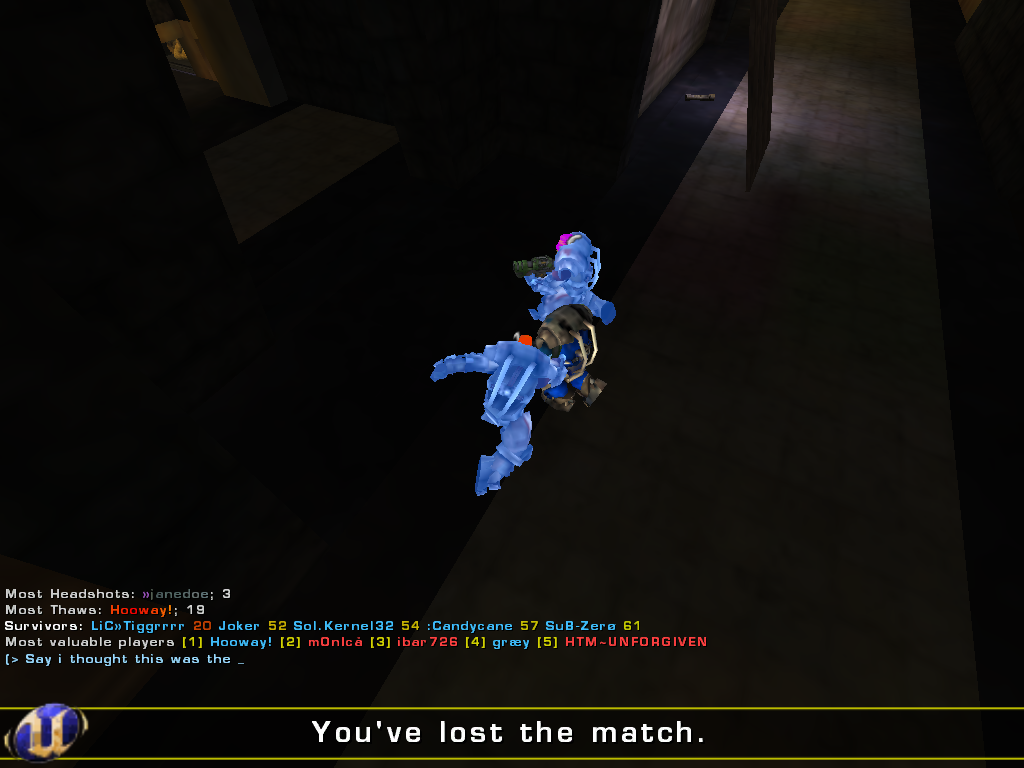 Most Headshots: »janedoe; 3
Most Thaws: Hooway!; 19
Survivors: LiC»Tiggrrrr 20 Joker 52 Sol.Kernel32 54 :Candycane 57 SuB-Zerø 61
Most valuable players [1] Hooway! [2] mOnIcá [3] ibar726 [4] græy [5] HTM~UNFORGIVEN
(> Say i thought this was the _
You've lost the match.